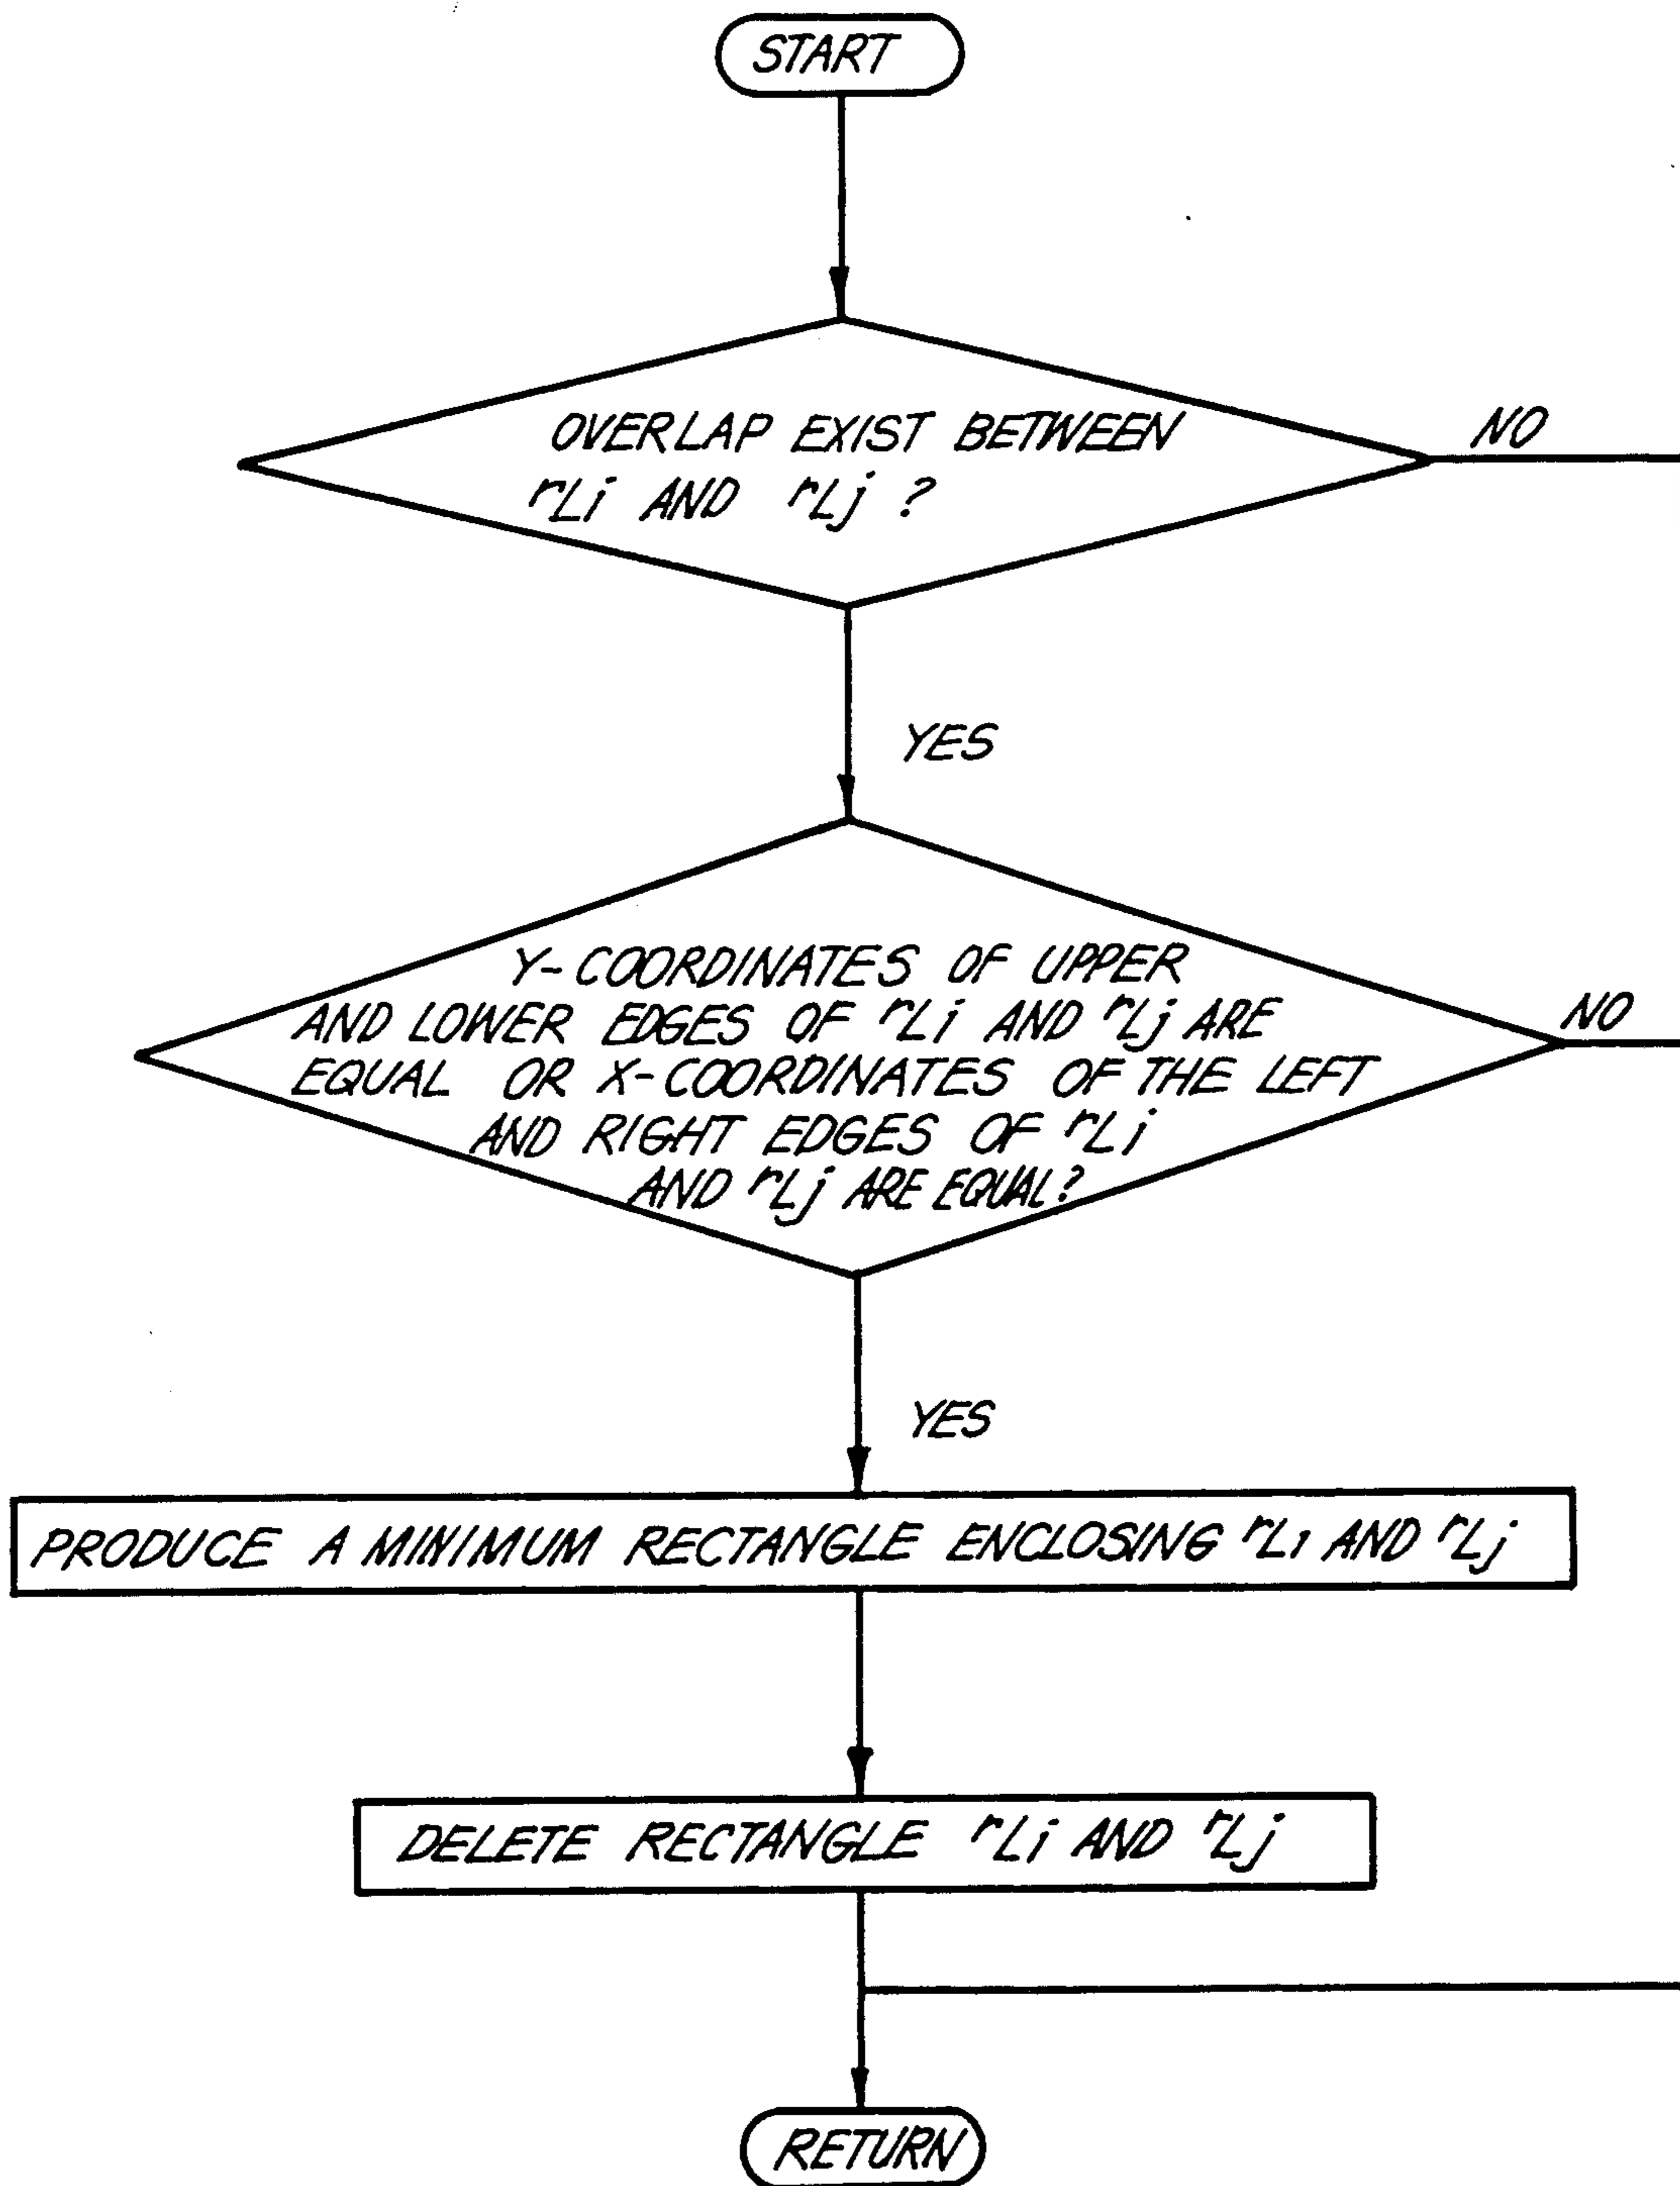 START
OVERLAP EXIST BETWEEN
rLi AND rLj ?
NO
YES
Y-COORDINATES OF UPPER
AND LOWER EDGES OF rLi AND rLj ARE
EQUAL OR X-COORDINATES OF THE LEFT
AND RIGHT EDGES OF rLi
AND rLj ARE EQUAL?
NO
YES
PRODUCE A MINIMUM RECTANGLE ENCLOSING rLi AND rLj
DELETE RECTANGLE rLi AND rLj
RETURN